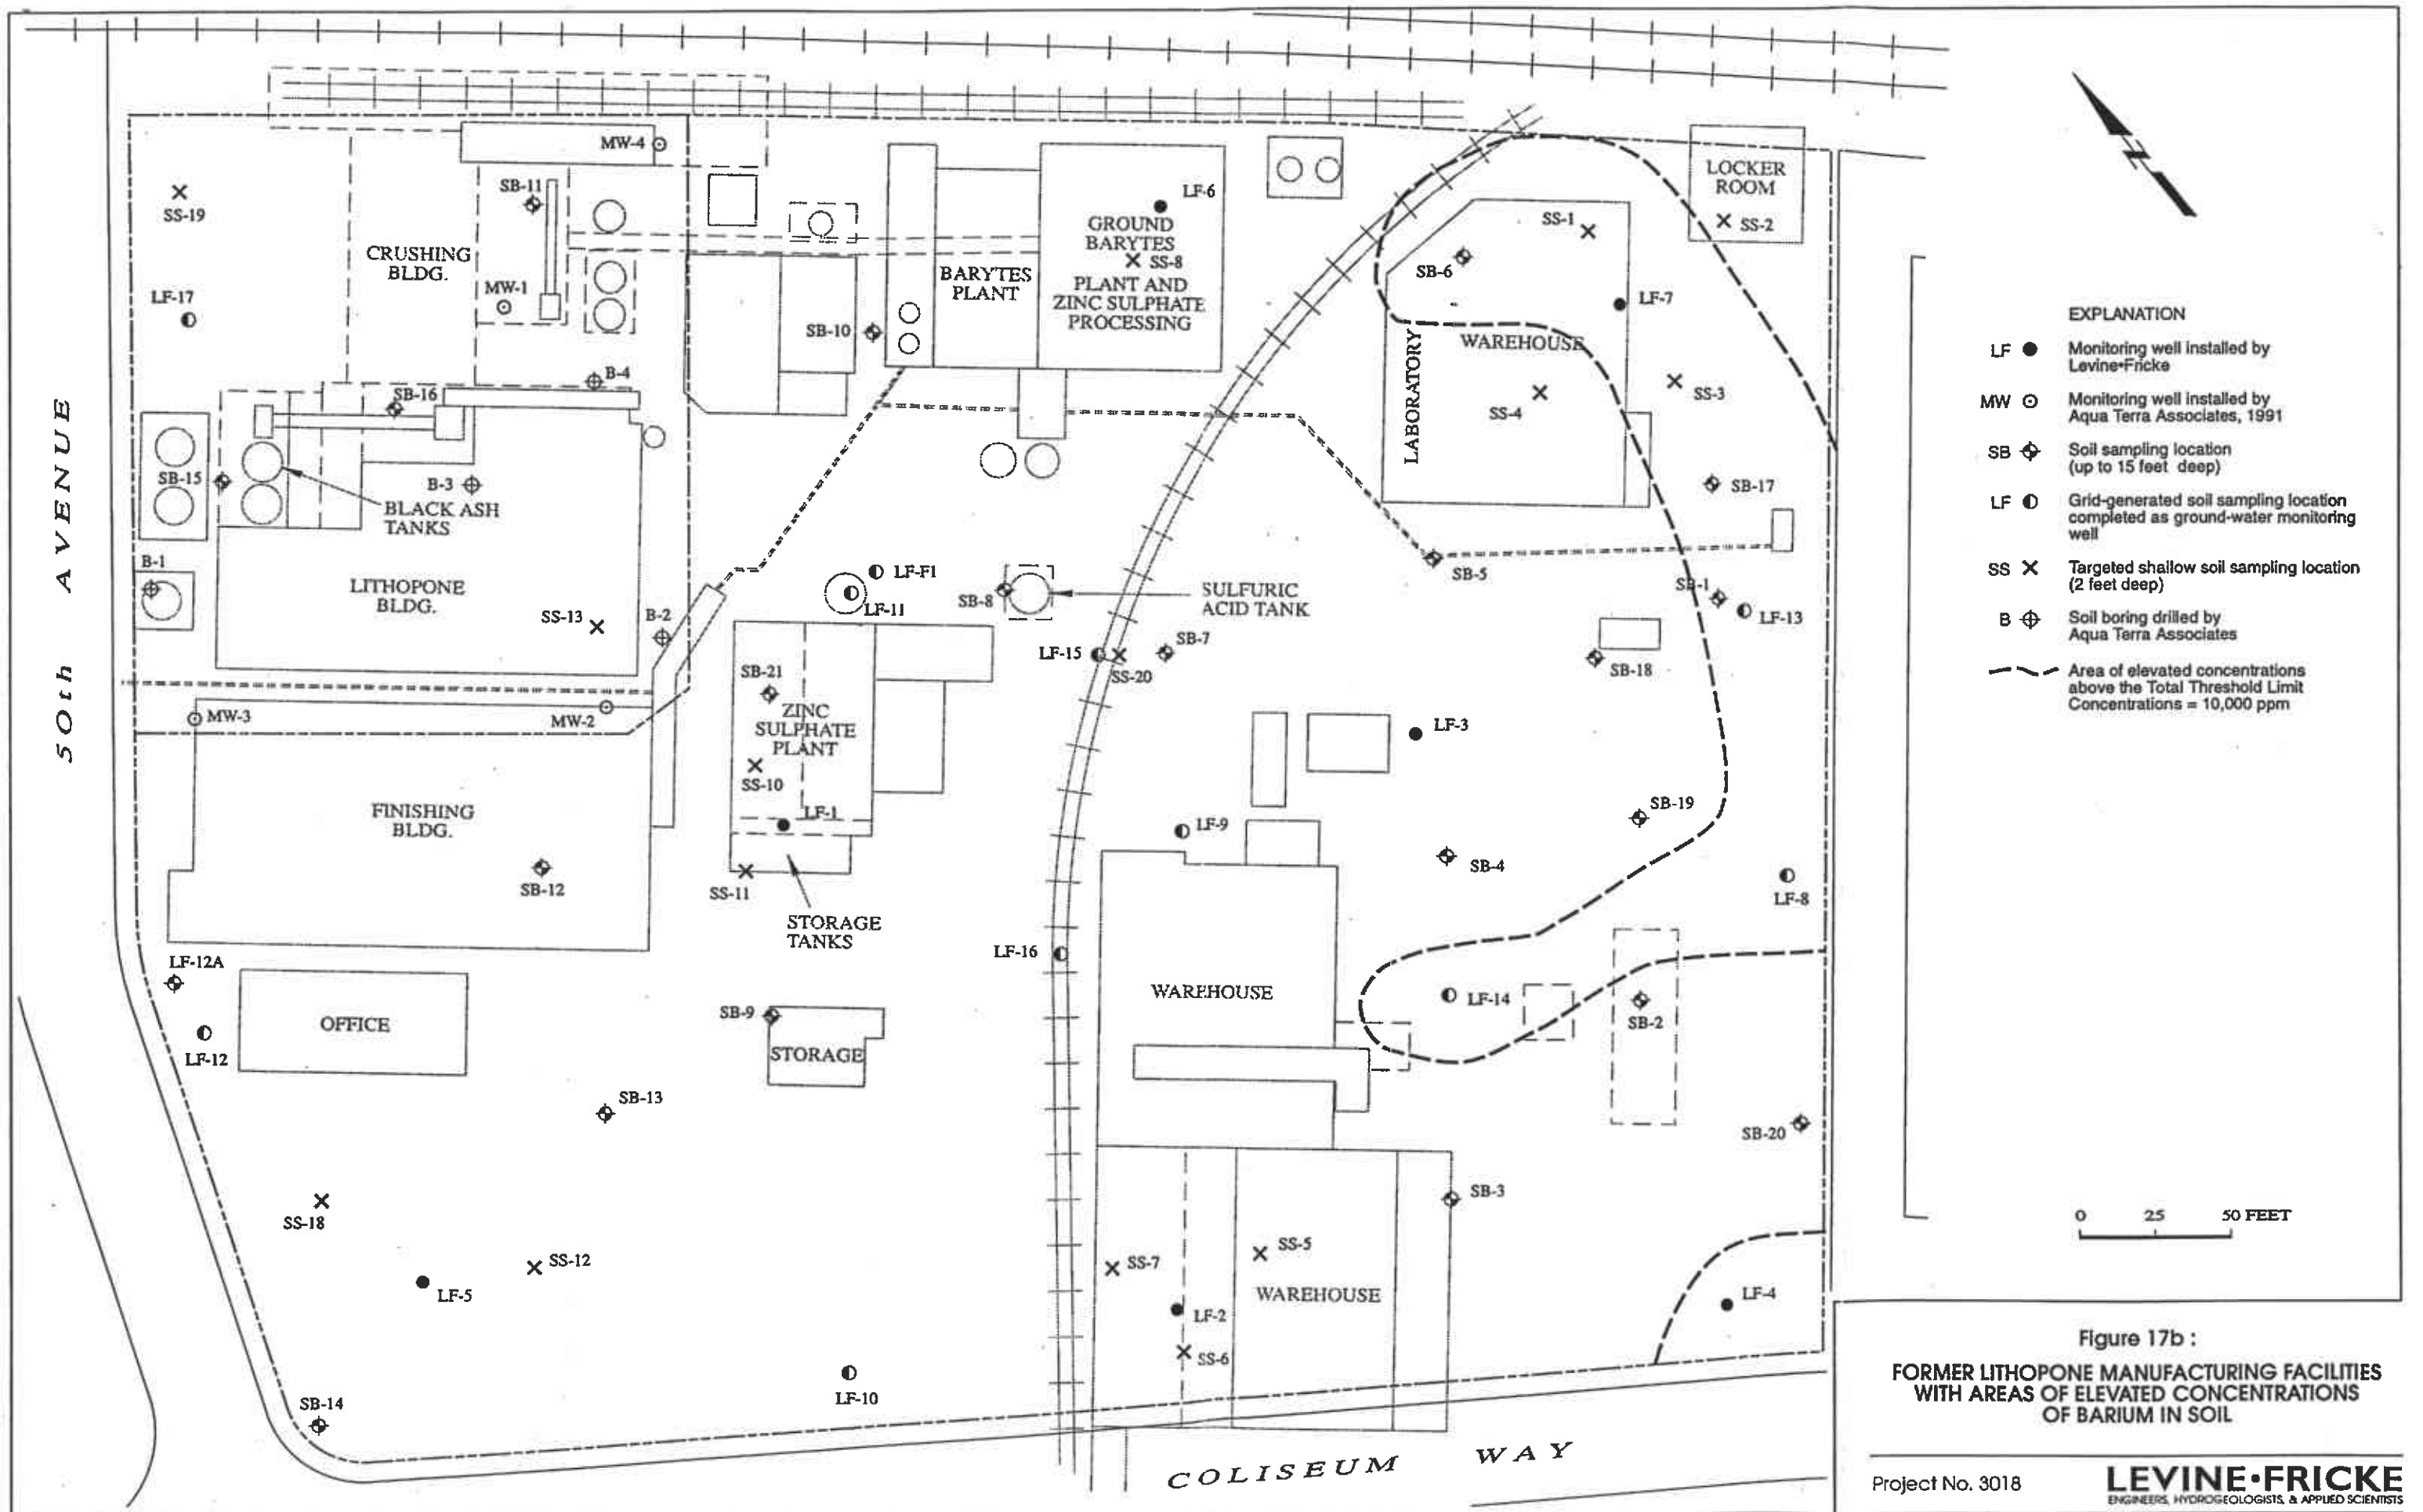 MW-4
SS-19
SB-11
CRUSHING
BLDG.
MW-1
LF-17
B-4
SB-16
SB-15
B-3
BLACK ASH
TANKS
B-1
LITHOPONE
BLDG.
SS-13
B-2
MW-3
MW-2
FINISHING
BLDG.
SB-12
LF-12A
LF-12
OFFICE
SB-13
SS-18
SS-12
LF-5
SB-14
50th AVENUE
LF-6
GROUND
BARYTES
SS-8
PLANT AND
ZINC SULPHATE
PROCESSING
BARYTES
PLANT
SB-10
LF-F1
LF-11
SB-8
SULFURIC
ACID TANK
SB-21
ZINC
SULPHATE
PLANT
SS-10
LF-1
SS-11
STORAGE
TANKS
SB-9
STORAGE
LF-10
LF-15
SS-20
SB-7
LF-16
LOCKER
ROOM
SS-2
SS-1
SB-6
LF-7
WAREHOUSE
LABORATORY
SS-4
SS-3
SB-17
SB-5
SB-1
LF-13
SB-18
LF-3
SB-19
LF-9
SB-4
LF-8
WAREHOUSE
LF-14
SB-2
SB-20
SB-3
SS-7
SS-5
WAREHOUSE
LF-2
SS-6
LF-4
COLISEUM WAY
EXPLANATION
LF Monitoring well installed by
Levine•Fricke
MW Monitoring well installed by
Aqua Terra Associates, 1991
SB Soil sampling location
(up to 15 feet deep)
LF Grid-generated soil sampling location
completed as ground-water monitoring
well
SS Targeted shallow soil sampling location
(2 feet deep)
B Soil boring drilled by
Aqua Terra Associates
Area of elevated concentrations
above the Total Threshold Limit
Concentrations = 10,000 ppm
0 25 50 FEET
Figure 17b :
FORMER LITHOPONE MANUFACTURING FACILITIES
WITH AREAS OF ELEVATED CONCENTRATIONS
OF BARIUM IN SOIL
Project No. 3018
LEVINE•FRICKE
ENGINEERS, HYDROGEOLOGISTS, & APPLIED SCIENTISTS